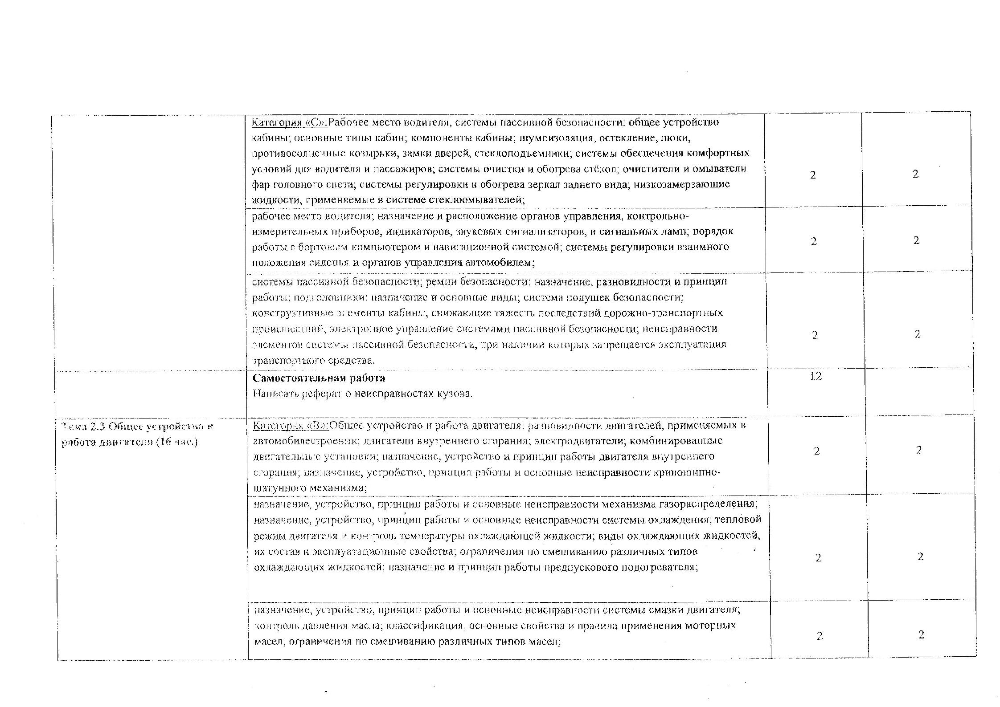 Категория «С»:Рабочее место водителя, системы пассивной безопасности: общее устройство
кабины; основные типы кабин; компоненты кабины; шумоизоляция, остекление, люки,
противосолнечные козырьки, замки дверей, стеклоподъемники; системы обеспечения комфортных
условий для водителя и пассажиров; системы очистки и обогрева стёкол; очистители и омыватели
фар головного света; системы регулировки и обогрева зеркал заднего вида; низкозамерзающие
жидкости, применяемые в системе стеклоомывателей;
2
2
рабочее место водителя; назначение и расположение органов управления, контрольно-
измерительных приборов, индикаторов, звуковых сигнализаторов, и сигнальных ламп; порядок
работы с бортовым компьютером и навигационной системой; системы регулировки взаимного
положения сиденья и органов управления автомобилем;
2
2
системы пассивной безопасности; ремни безопасности: назначение, разновидности и принцип
работы; подголовники: назначение и основные виды; система подушек безопасности;
конструктивные элементы кабины, снижающие тяжесть последствий дорожно-транспортных
происшествий; электронное управление системами пассивной безопасности; неисправности
элементов системы пассивной безопасности, при наличии которых запрещается эксплуатация
транспортного средства.
2
2
Самостоятельная работа
Написать реферат о неисправностях кузова.
12
Тема 2.3 Общее устройство и
работа двигателя (16 час.)
Категория «В»:Общее устройство и работа двигателя: разновидности двигателей, применяемых в
автомобилестроении; двигатели внутреннего сгорания; электродвигатели; комбинированные
двигательные установки; назначение, устройство и принцип работы двигателя внутреннего
сгорания; назначение, устройство, принцип работы и основные неисправности кривошипно-
шатунного механизма;
2
2
назначение, устройство, принцип работы и основные неисправности механизма газораспределения;
назначение, устройство, принцип работы и основные неисправности системы охлаждения; тепловой
режим двигателя и контроль температуры охлаждающей жидкости; виды охлаждающих жидкостей,
их состав и эксплуатационные свойства; ограничения по смешиванию различных типов
охлаждающих жидкостей; назначение и принцип работы предпускового подогревателя;
2
2
назначение, устройство, принцип работы и основные неисправности системы смазки двигателя;
контроль давления масла; классификация, основные свойства и правила применения моторных
масел; ограничения по смешиванию различных типов масел;
2
2